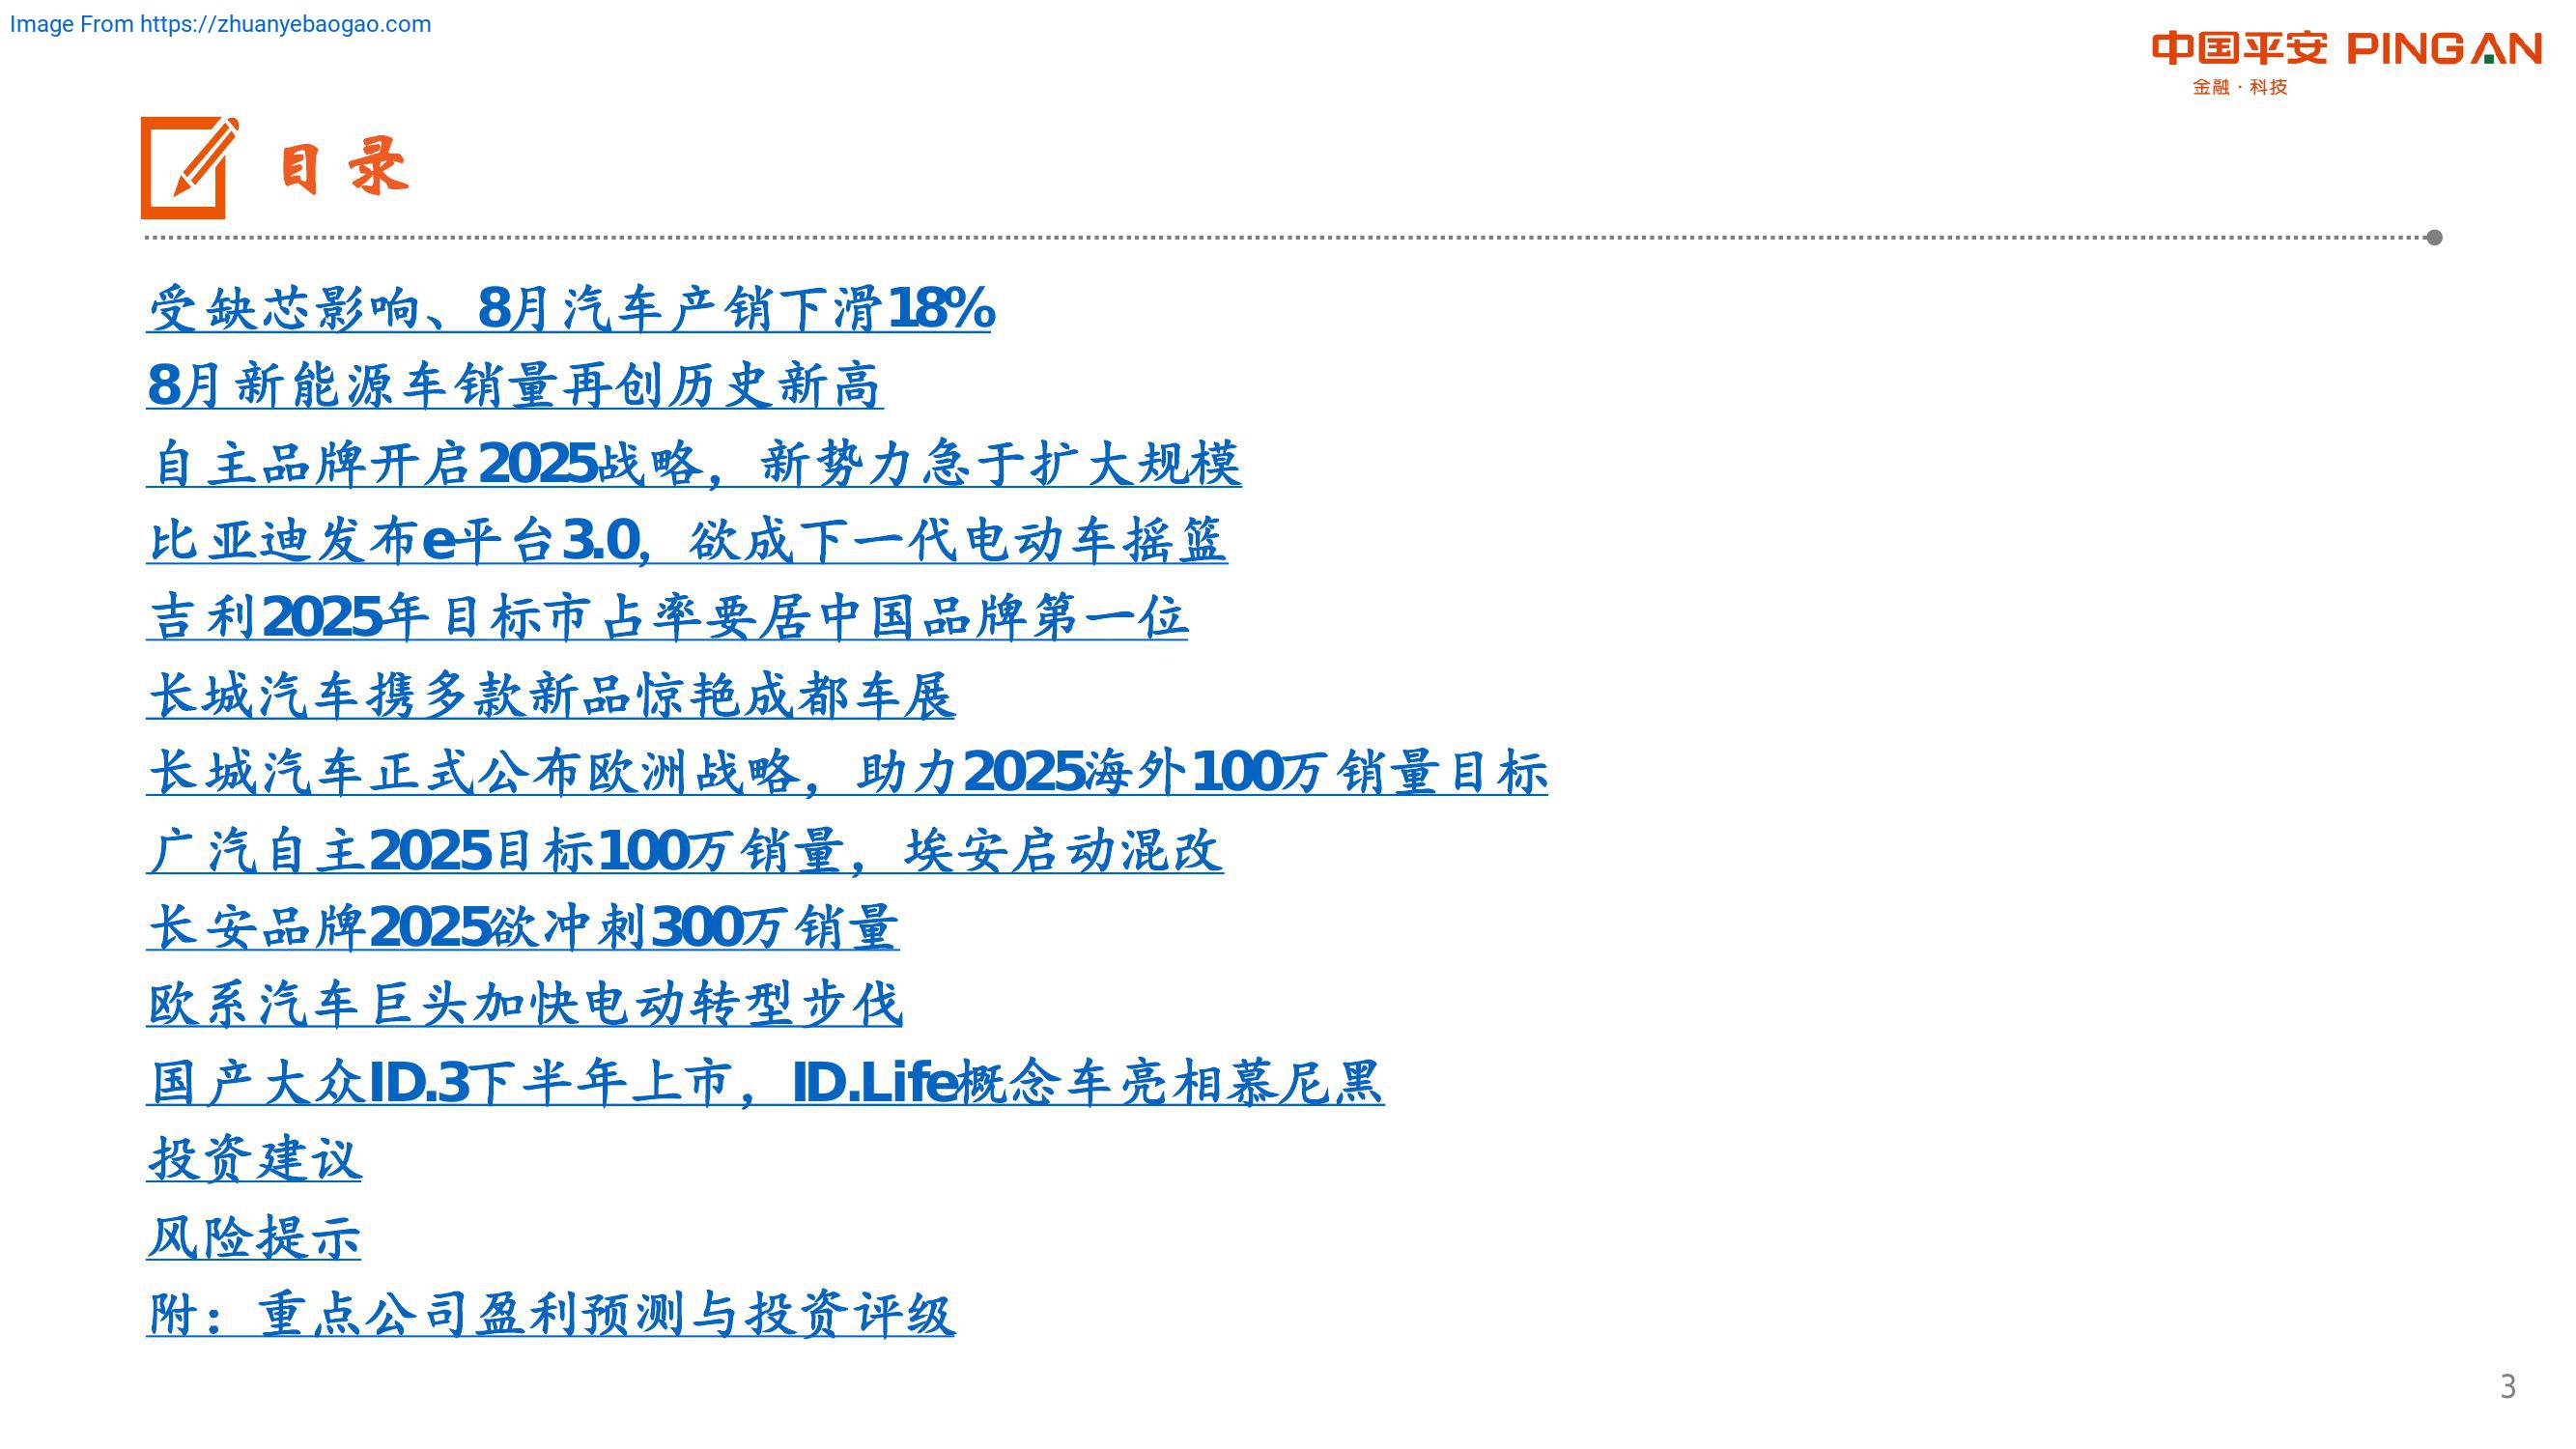 Image From https://zhuanyebaogao.com
中国平安 PINGAN
金融·科技
目录
受缺芯影响、8月汽车产销下滑18%
8月新能源车销量再创历史新高
自主品牌开启2025战略，新势力急于扩大规模
比亚迪发布e平台3.0，欲成下一代电动车摇篮
吉利2025年目标市占率要居中国品牌第一位
长城汽车携多款新品惊艳成都车展
长城汽车正式公布欧洲战略，助力2025海外100万销量目标
广汽自主2025目标100万销量，埃安启动混改
长安品牌2025欲冲刺300万销量
欧系汽车巨头加快电动转型步伐
国产大众ID.3下半年上市，ID.Life概念车亮相慕尼黑
投资建议
风险提示
附：重点公司盈利预测与投资评级
3